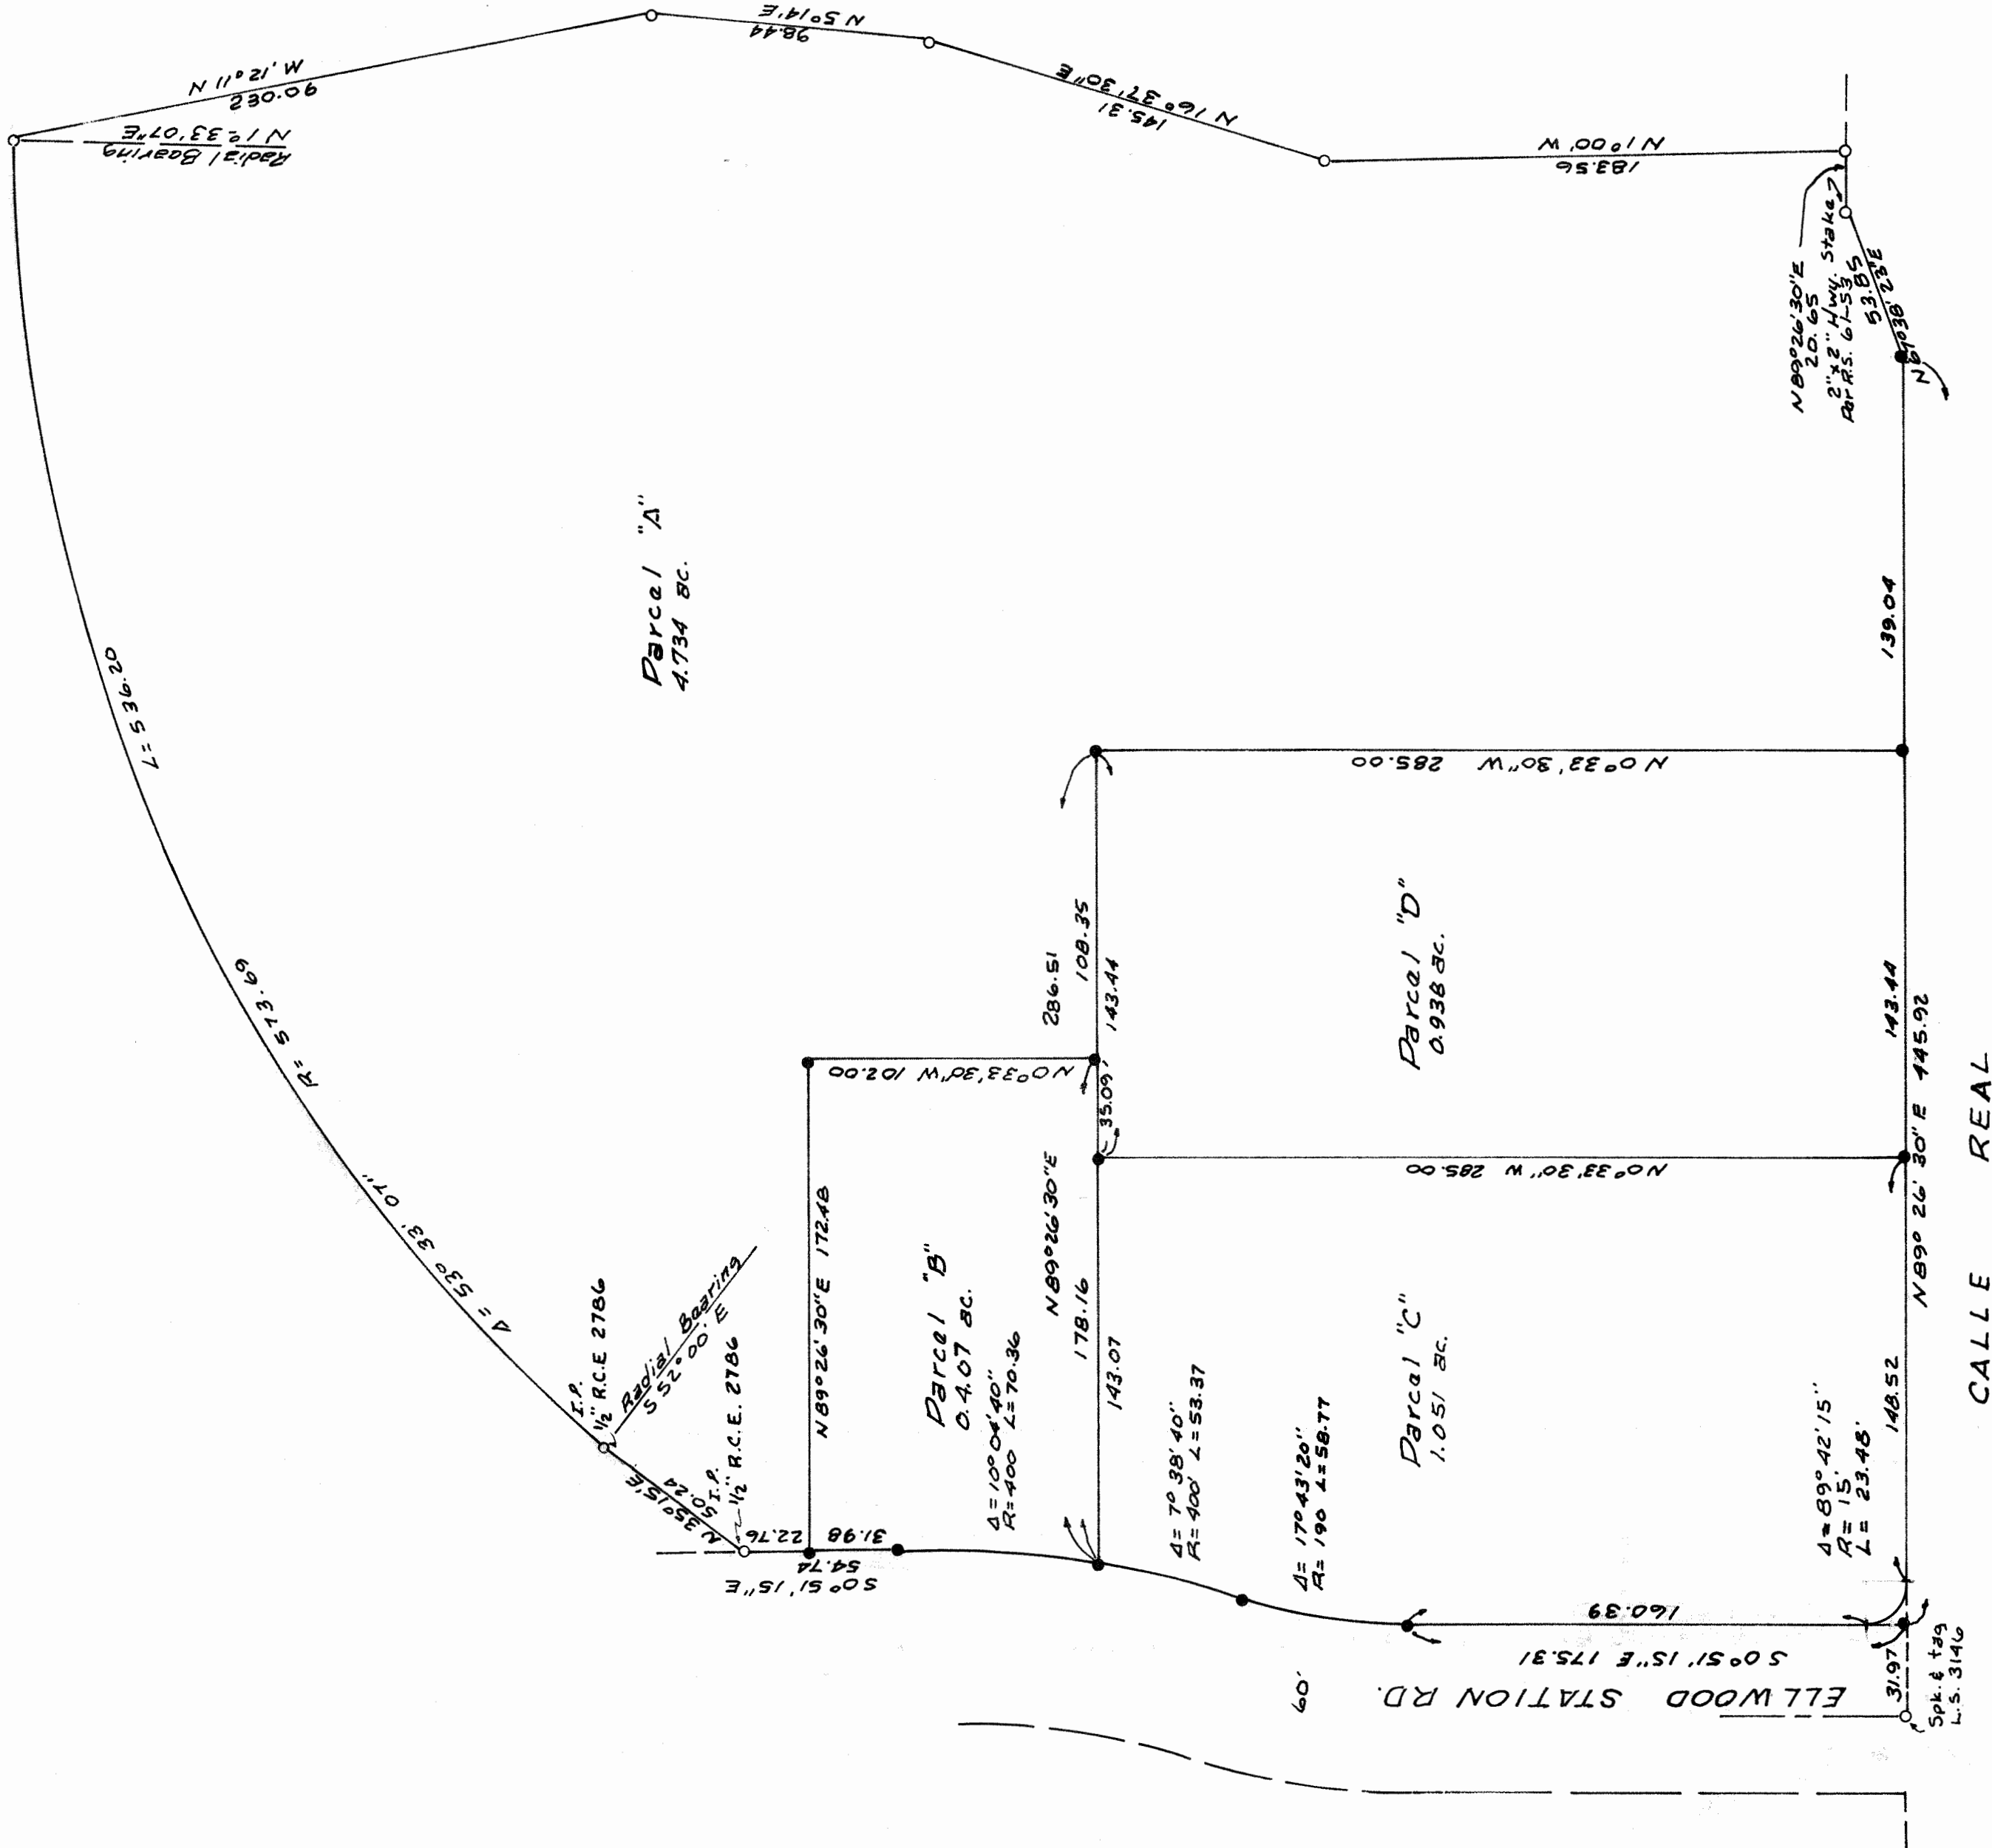 N 11° 21' W
230.06
Radial Bearing
N 1° 33' 07" E
N 5° 14' E
98.44
N 16° 37' 30" E
145.31
N 1° 00' W
183.56
N 89° 26' 30" E
20.65
2" x 2" Hwy. Stake
Per R.S. 61-53
53.85
N 67° 38' 23" E
L = 536.20
R = 573.69
Δ = 53° 33' 07"
Parcel "A"
4.734 ac.
I.P.
1/2" R.C.E 2786
Radial Bearing
S 52° 00' E
N 35° 15' E
50.24
I.P.
1/2" R.C.E. 2786
22.76
31.98
54.74
S 0° 51' 15" E
N 89° 26' 30" E 172.48
N 0° 33' 30" W 102.00
Parcel "B"
0.407 ac.
Δ = 10° 04' 40"
R = 400 L = 70.36
N 89° 26' 30" E
286.51
178.16
108.35
143.07
35.09'
143.44
Δ = 7° 38' 40"
R = 400' L = 53.37
Δ = 17° 43' 20"
R = 190 L = 58.77
Parcel "C"
1.051 ac.
N 0° 33' 30" W 285.00
Parcel "D"
0.938 ac.
N 0° 33' 30" W 285.00
Δ = 89° 42' 15"
R = 15'
L = 23.48'
160.39
S 0° 51' 15" E 175.31
60'
ELLWOOD STATION RD.
31.97
Spk. & tag
L.S. 3146
148.52
143.44
139.04
N 89° 26' 30" E 445.92
CALLE REAL